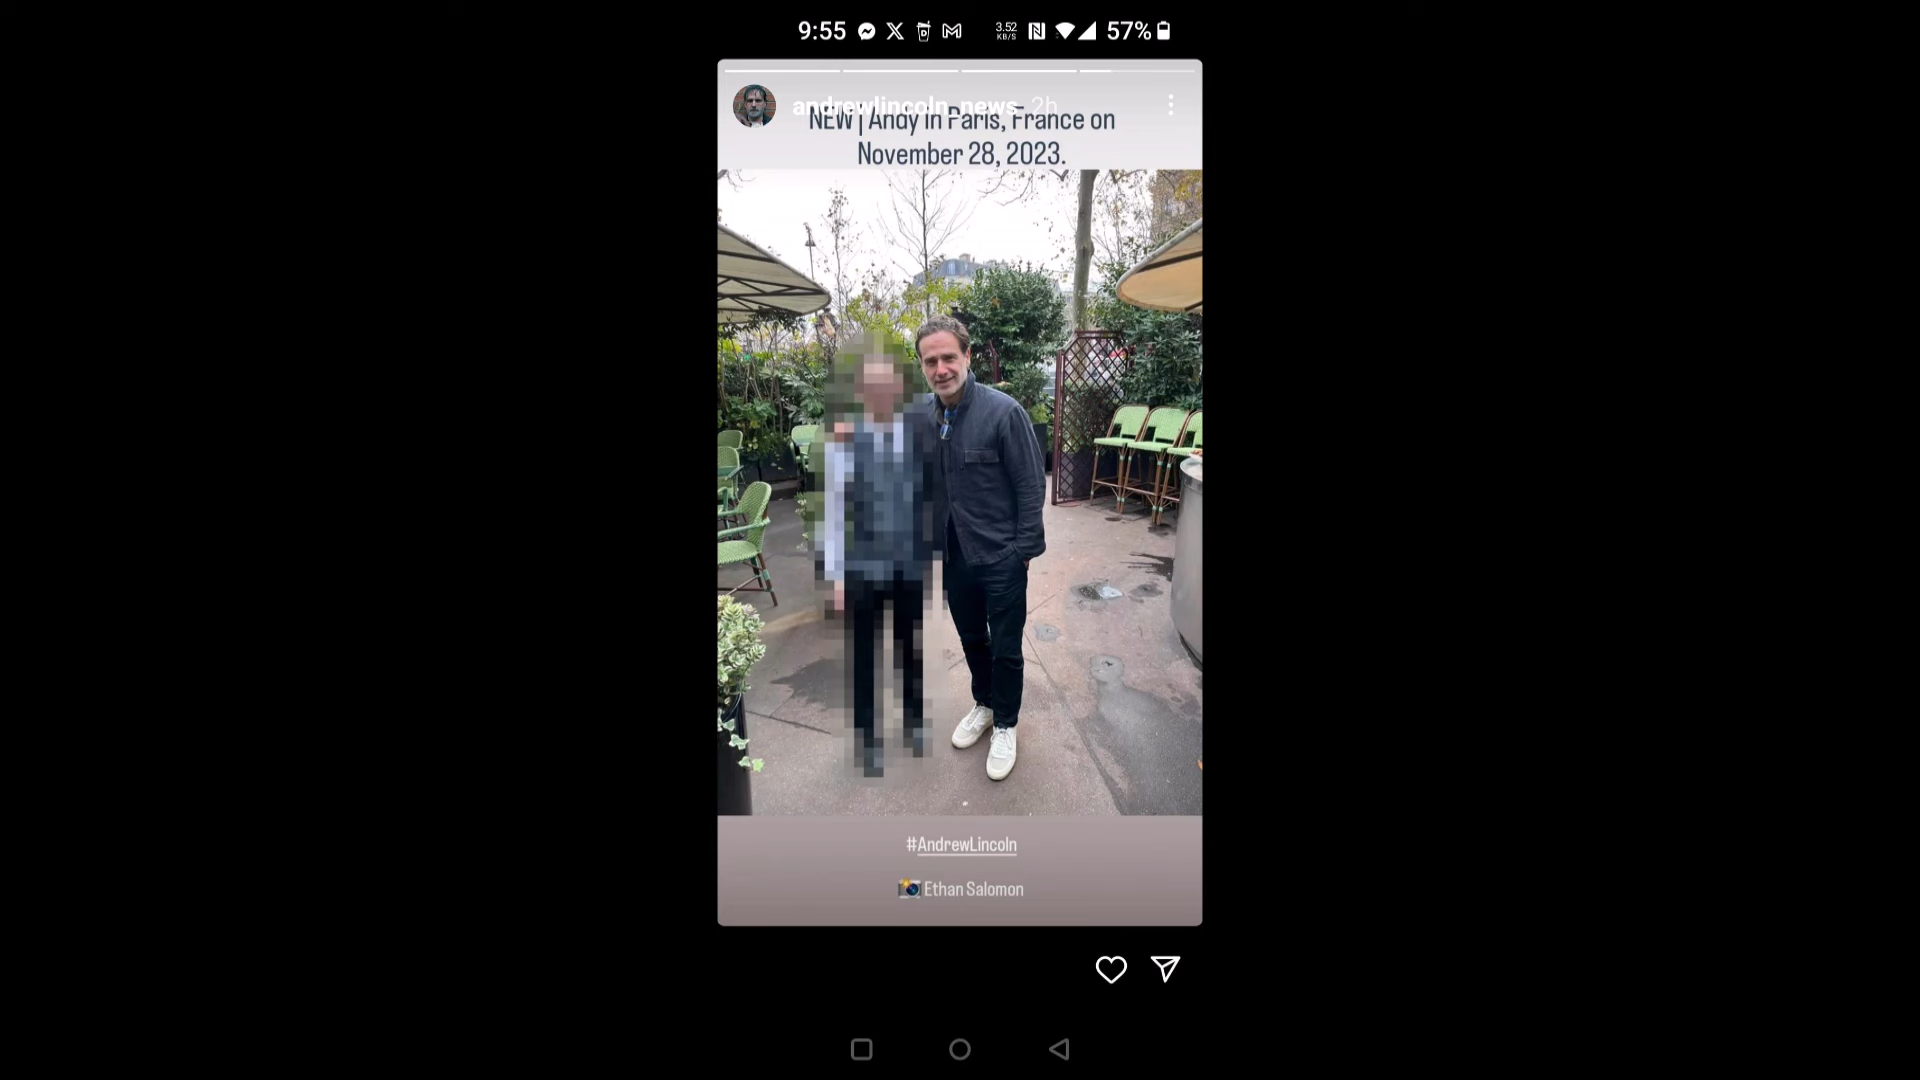 9:55
3.52
KB/S
57%
andrewlincoln_news 2h
NEW | Andy in Paris, France on
November 28, 2023.
#AndrewLincoln
Ethan Salomon